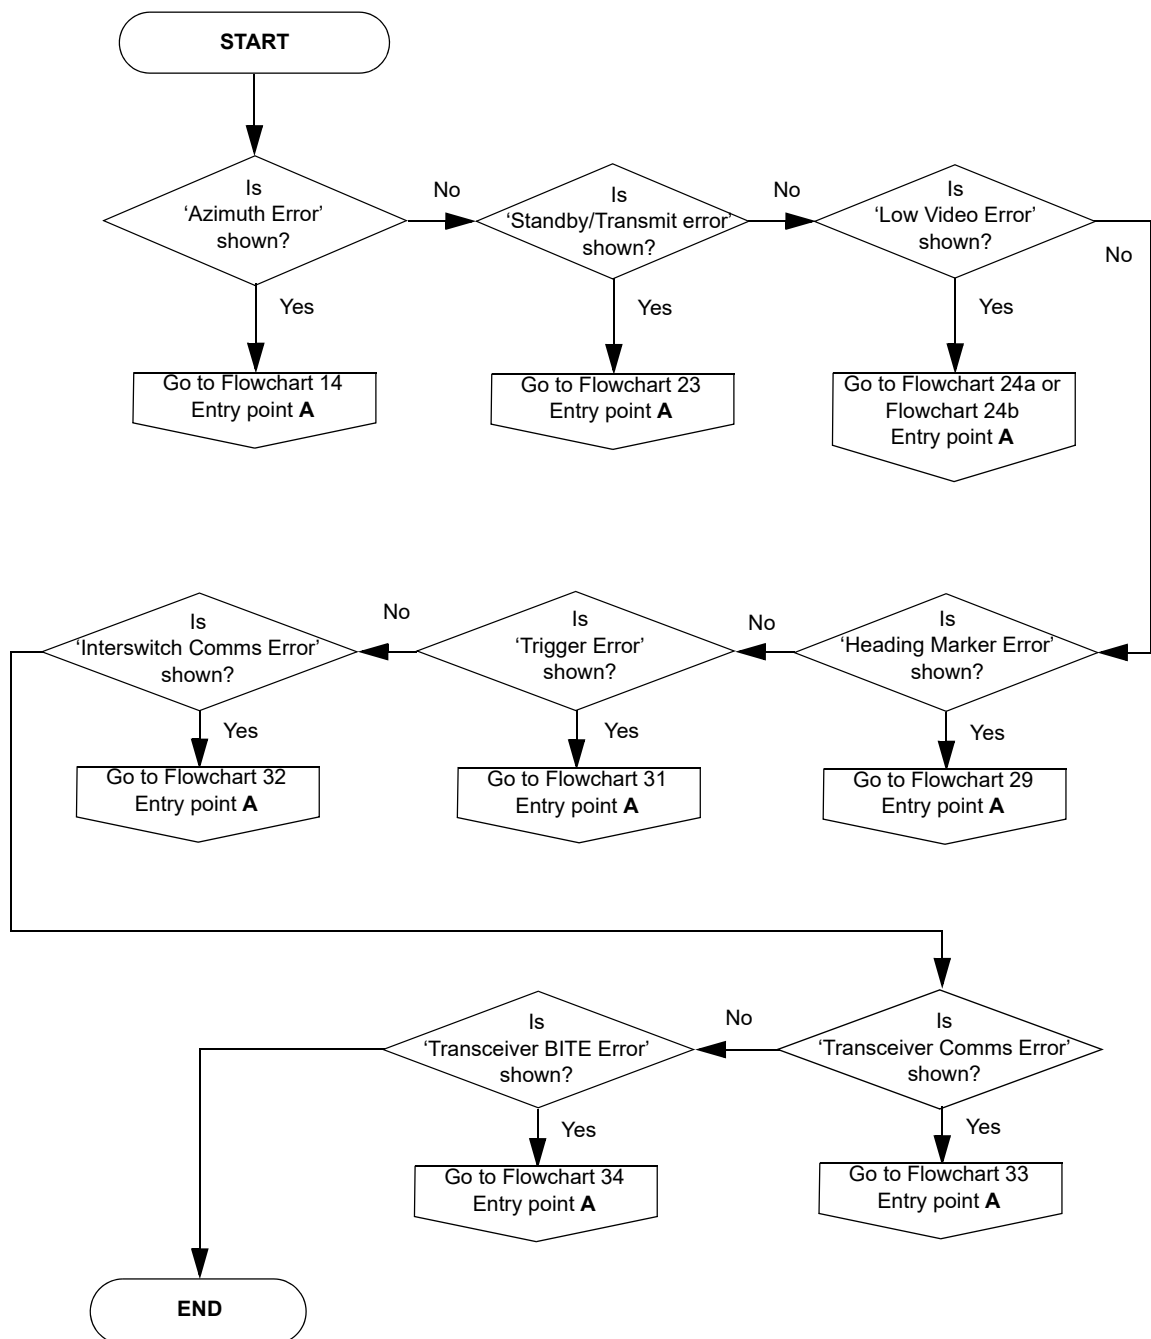 START
Is
‘Azimuth Error’
shown?
No
Is
‘Standby/Transmit error’
shown?
No
Is
‘Low Video Error’
shown?
No
Yes
Yes
Yes
Go to Flowchart 14
Entry point A
Go to Flowchart 23
Entry point A
Go to Flowchart 24a or
Flowchart 24b
Entry point A
Is
‘Heading Marker Error’
shown?
No
Is
‘Trigger Error’
shown?
No
Is
‘Interswitch Comms Error’
shown?
Yes
Go to Flowchart 29
Entry point A
Yes
Go to Flowchart 31
Entry point A
Yes
Go to Flowchart 32
Entry point A
Is
‘Transceiver Comms Error’
shown?
No
Is
‘Transceiver BITE Error’
shown?
Yes
Go to Flowchart 33
Entry point A
Yes
Go to Flowchart 34
Entry point A
END